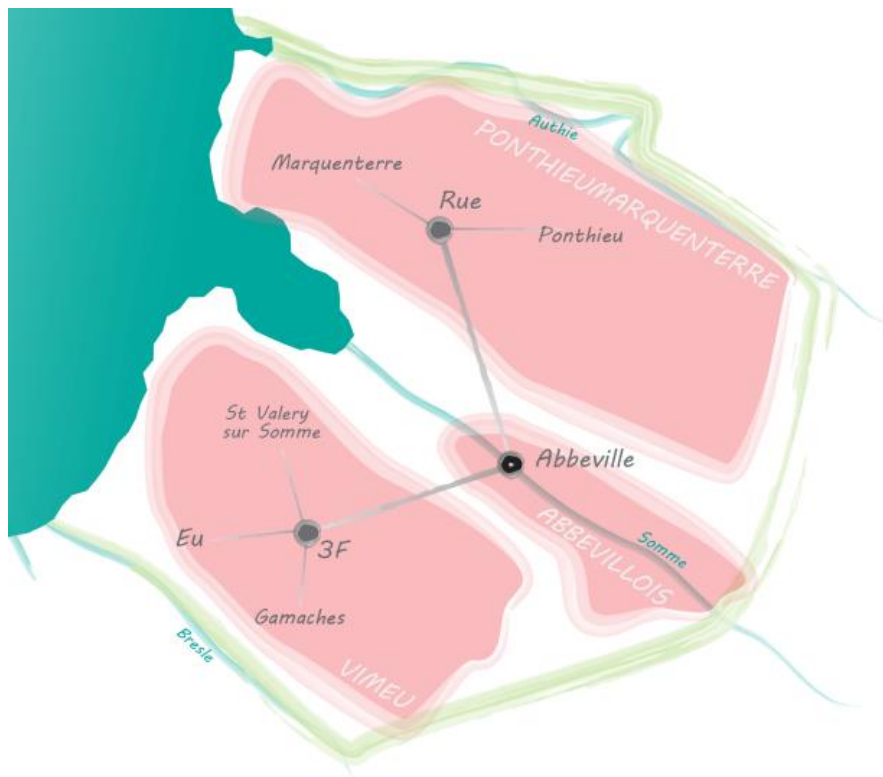 Authie
PONTHIEUMARQUENTERRE
Marquenterre
Rue
Ponthieu
St Valery
sur Somme
Abbeville
ABBEVILLOIS
Somme
Eu
3F
Gamaches
Bresle
VIMEU